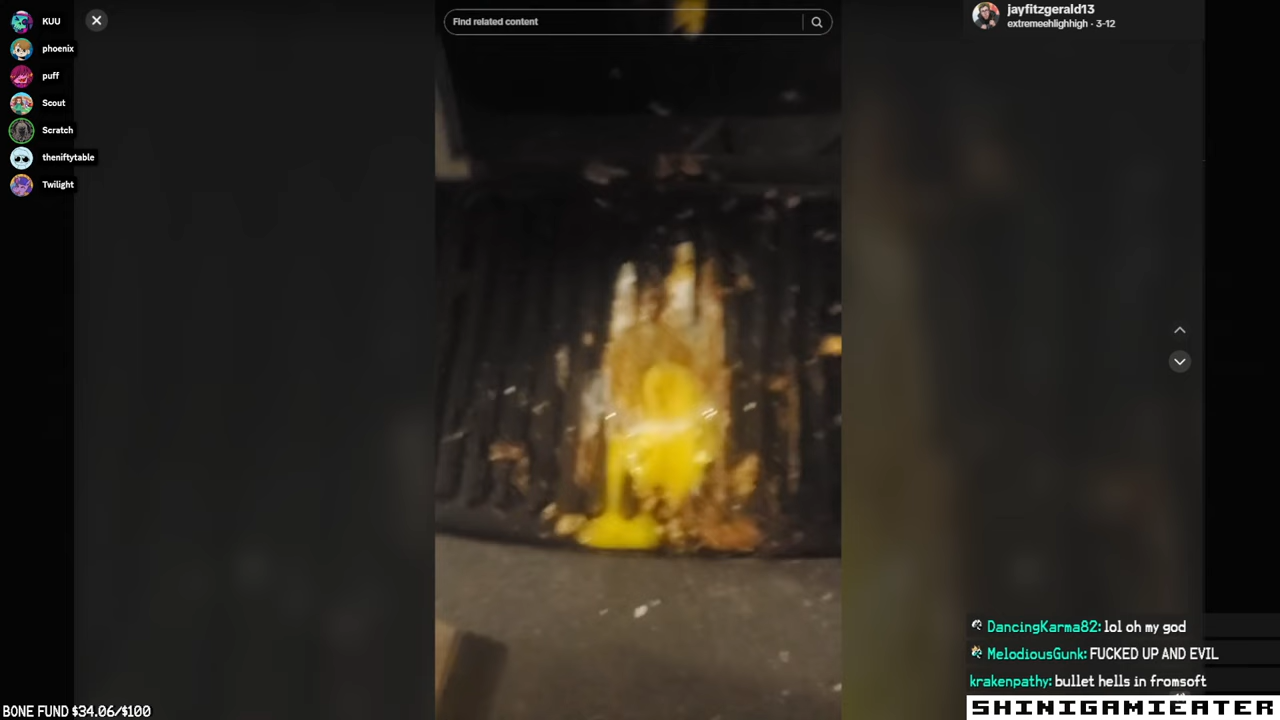 KUU
phoenix
puff
Scout
Scratch
theniftytable
Twilight
Find related content
jayfitzgerald13
extremeehlighhigh · 3-12
DancingKarma82: lol oh my god
MelodiousGunk: FUCKED UP AND EVIL
krakenpathy: bullet hells in fromsoft
SHINIGAMIEATER
BONE FUND $34.06/$100